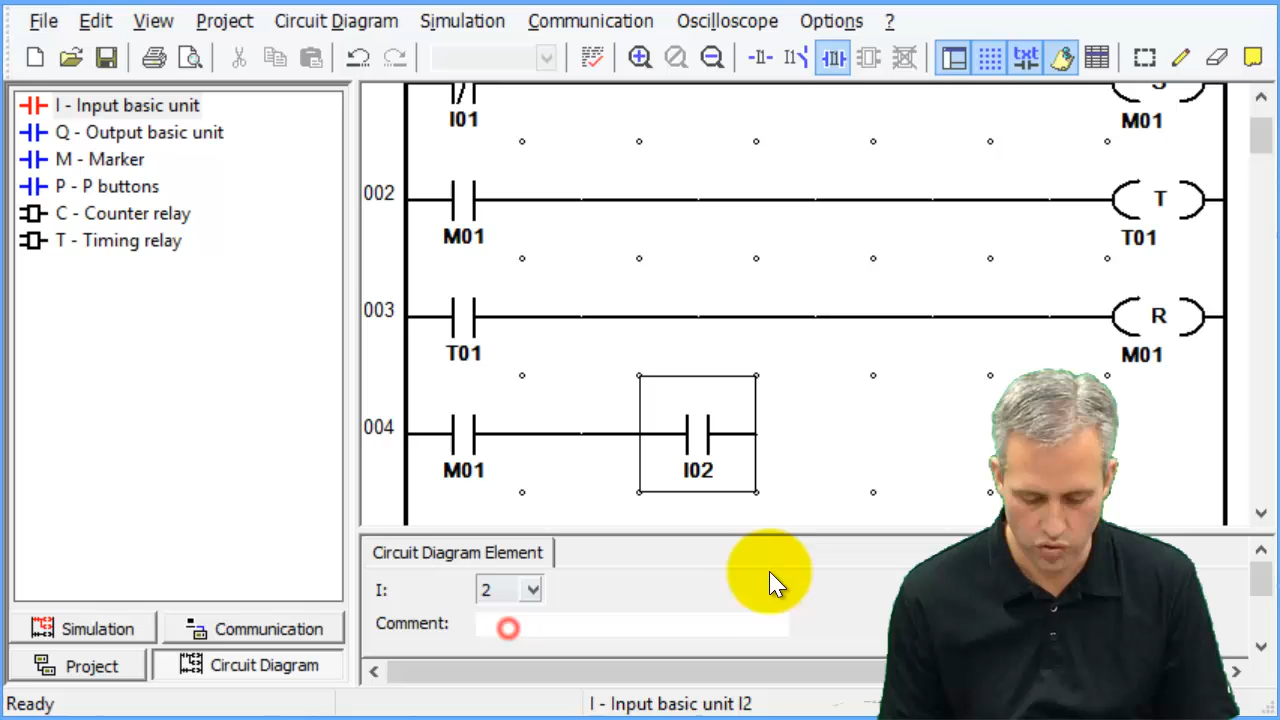 File Edit View Project Circuit Diagram Simulation Communication Oscilloscope Options ?
txt
I - Input basic unit
Q - Output basic unit
M - Marker
P - P buttons
C - Counter relay
T - Timing relay
I01
S
M01
002
M01
T
T01
003
T01
R
M01
004
M01
I02
Circuit Diagram Element
I: 2
Comment:
Simulation Communication
Project Circuit Diagram
Ready I - Input basic unit I2